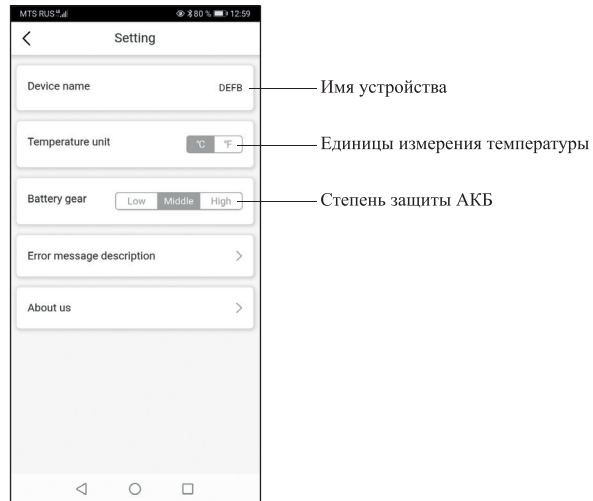 MTS RUS 4G 80 % 12:59
Setting
Device name DEFB Имя устройства
Temperature unit °C °F Единицы измерения температуры
Battery gear Low Middle High Степень защиты АКБ
Error message description
About us